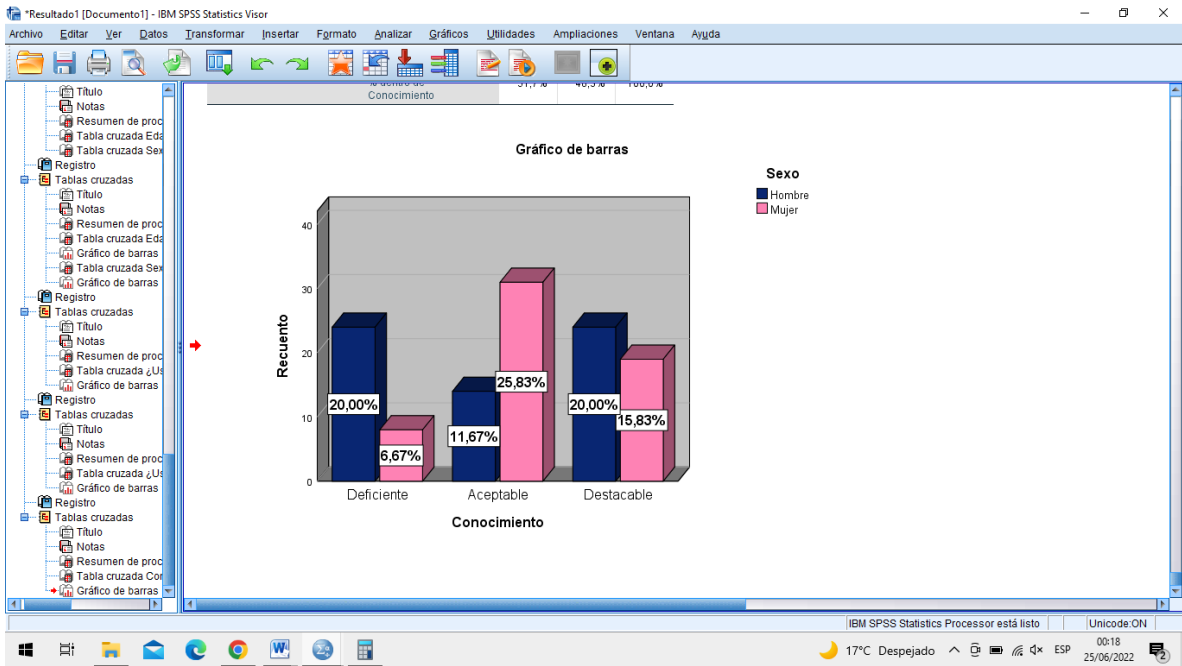 *Resultado1 [Documento1] - IBM SPSS Statistics Visor
Archivo Editar Ver Datos Transformar Insertar Formato Analizar Gráficos Utilidades Ampliaciones Ventana Ayuda
Título
Notas
Resumen de proc
Tabla cruzada Eda
Tabla cruzada Sex
Registro
Tablas cruzadas
Título
Notas
Resumen de proc
Tabla cruzada Eda
Gráfico de barras
Tabla cruzada Sex
Gráfico de barras
Registro
Tablas cruzadas
Título
Notas
Resumen de proc
Tabla cruzada ¿Us
Gráfico de barras
Registro
Tablas cruzadas
Título
Notas
Resumen de proc
Tabla cruzada ¿Us
Gráfico de barras
Registro
Tablas cruzadas
Título
Notas
Resumen de proc
Tabla cruzada Cor
Gráfico de barras
% dentro de
Conocimiento
Gráfico de barras
Sexo
Hombre
Mujer
Recuento
40
30
20
10
0
20,00%
6,67%
11,67%
25,83%
20,00%
15,83%
Deficiente Aceptable Destacable
Conocimiento
IBM SPSS Statistics Processor está listo Unicode:ON
17°C Despejado ESP
00:18
25/06/2022
2